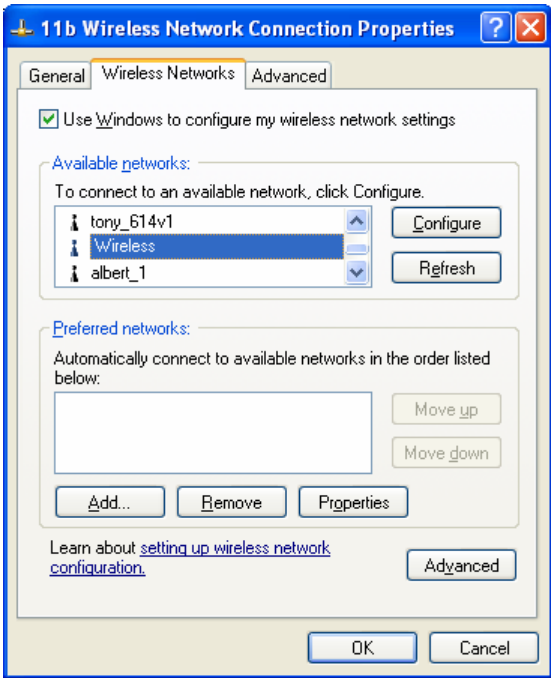 11b Wireless Network Connection Properties
General Wireless Networks Advanced
Use Windows to configure my wireless network settings
Available networks:
To connect to an available network, click Configure.
tony_614v1
Wireless
albert_1
Configure
Refresh
Preferred networks:
Automatically connect to available networks in the order listed
below:
Move up
Move down
Add... Remove Properties
Learn about setting up wireless network
configuration.
Advanced
OK Cancel